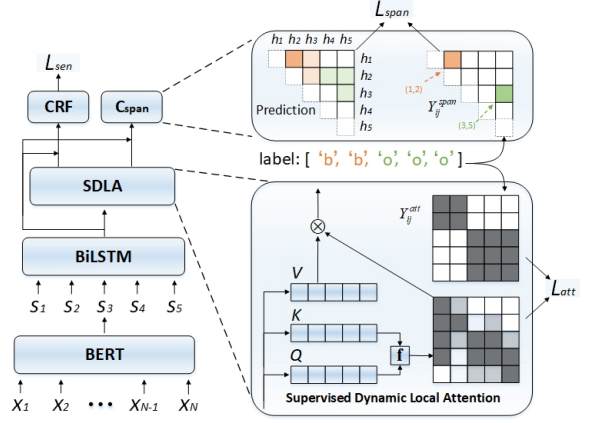 L_span
h1 h2 h3 h4 h5
h1
h2
h3
h4
h5
Prediction
(1,2)
Y_ij^span
(3,5)
L_sen
CRF
Cspan
label: [ 'b', 'b', 'o', 'o', 'o' ]
SDLA
Y_ij^att
L_att
BiLSTM
V
K
Q
f
S1 S2 S3 S4 S5
BERT
X1 X2 ••• XN-1 XN
Supervised Dynamic Local Attention